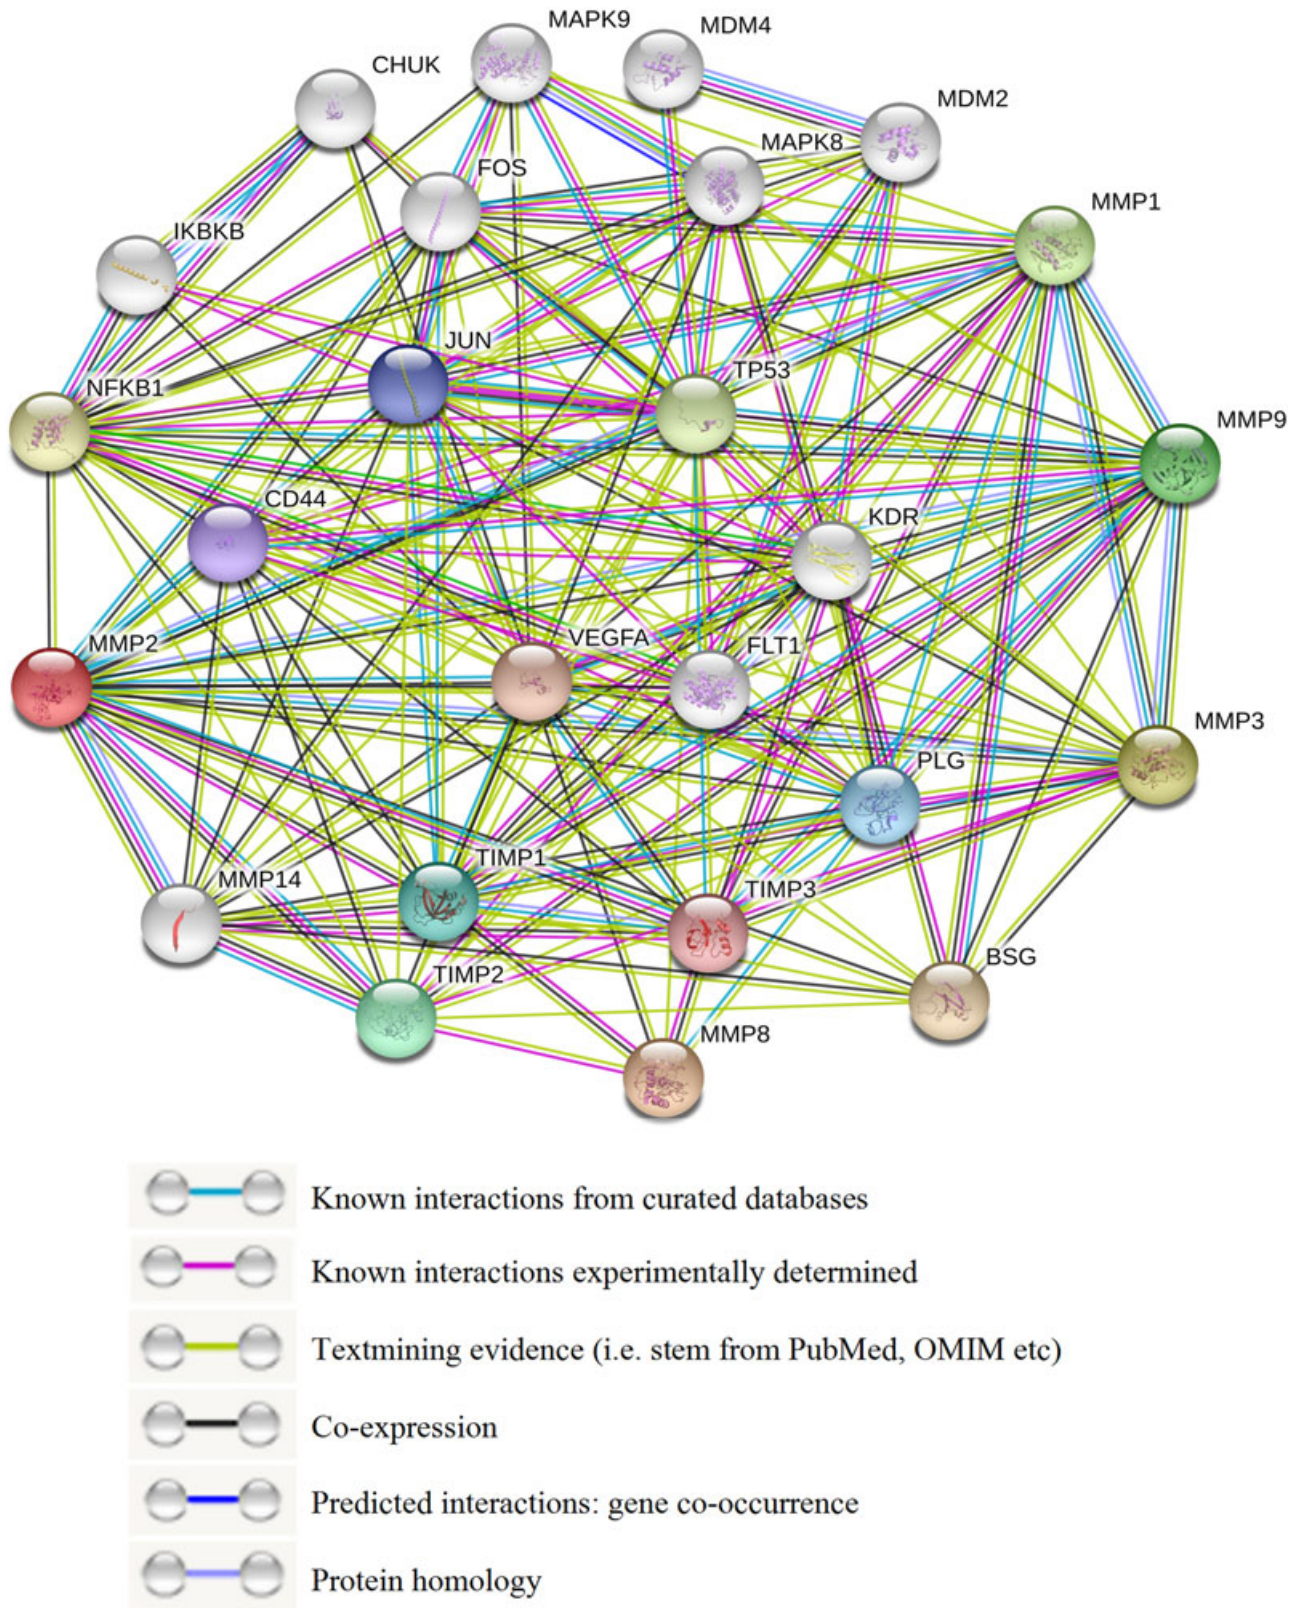 MAPK9
MDM4
CHUK
MDM2
MAPK8
FOS
MMP1
IKBKB
JUN
TP53
NFKB1
MMP9
CD44
KDR
VEGFA
FLT1
MMP2
MMP3
PLG
TIMP1
MMP14
TIMP3
BSG
TIMP2
MMP8
Known interactions from curated databases
Known interactions experimentally determined
Textmining evidence (i.e. stem from PubMed, OMIM etc)
Co-expression
Predicted interactions: gene co-occurrence
Protein homology